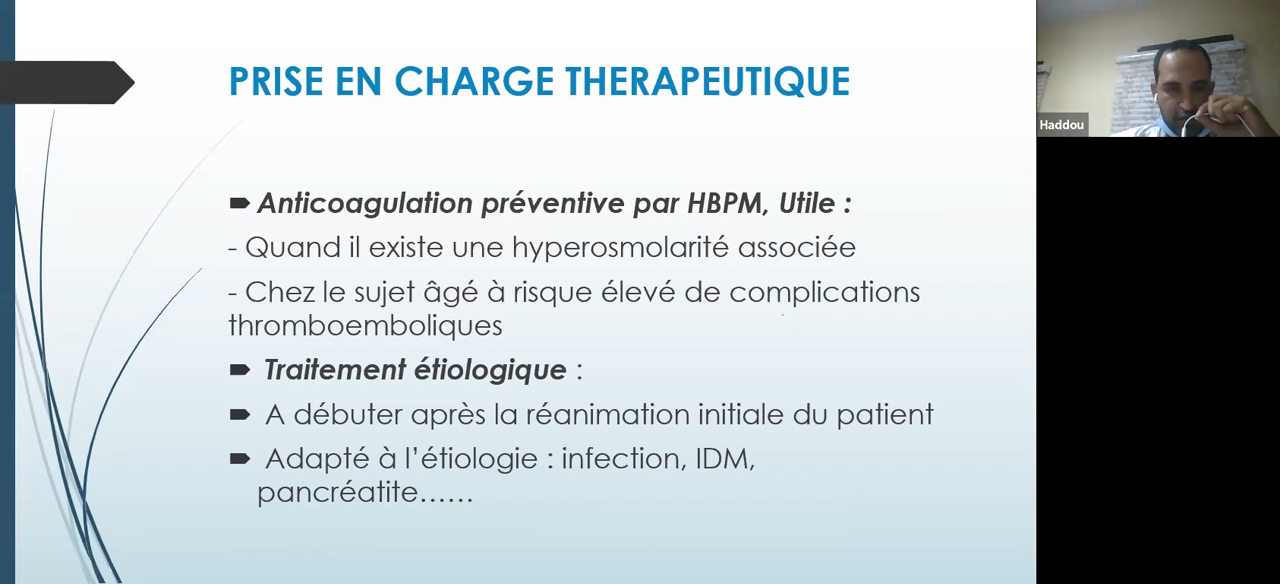 PRISE EN CHARGE THERAPEUTIQUE
Haddou
Anticoagulation préventive par HBPM, Utile :
- Quand il existe une hyperosmolarité associée
- Chez le sujet âgé à risque élevé de complications
thromboemboliques
Traitement étiologique :
A débuter après la réanimation initiale du patient
Adapté à l’étiologie : infection, IDM,
pancréatite……